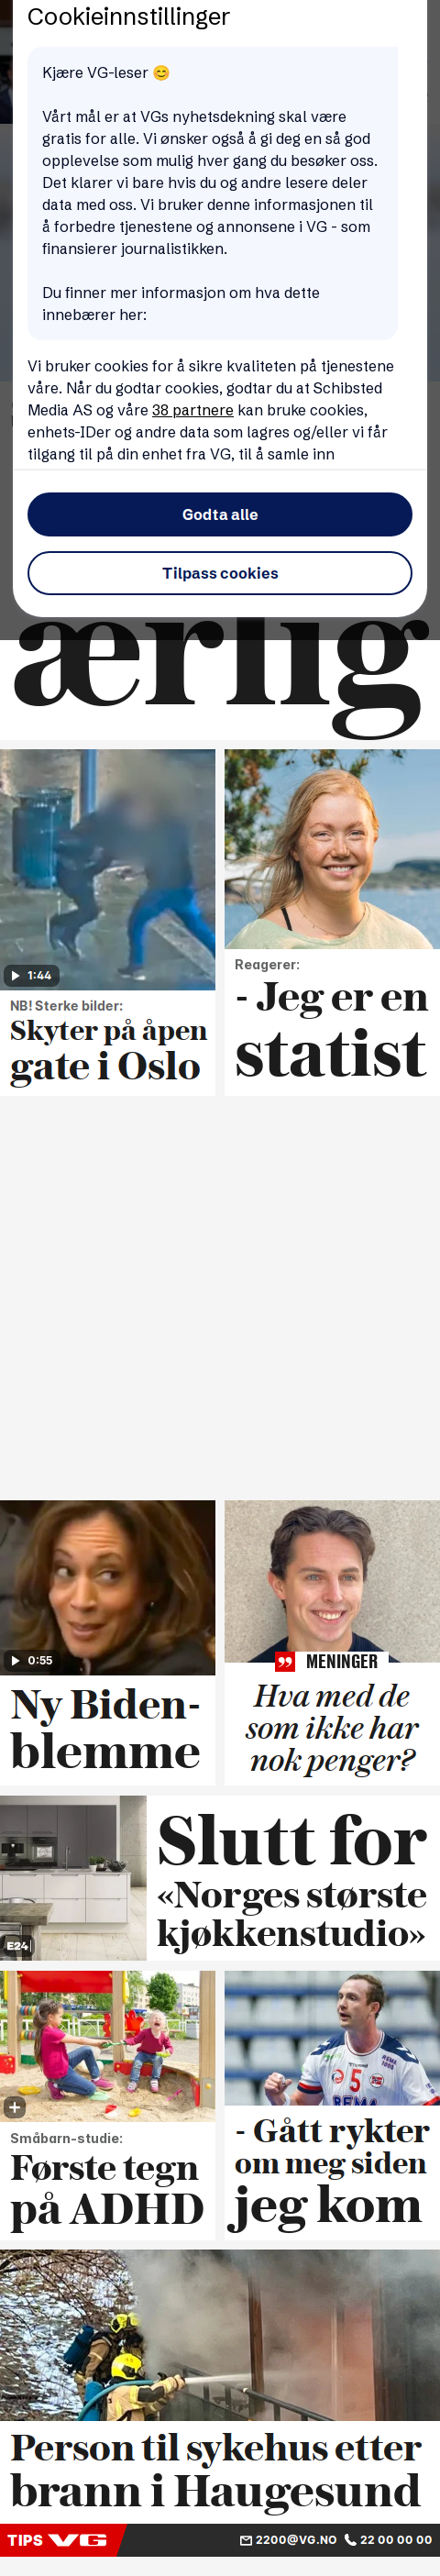 Cookieinnstillinger
Kjære VG-leser 😊
Vårt mål er at VGs nyhetsdekning skal være
gratis for alle. Vi ønsker også å gi deg en så god
opplevelse som mulig hver gang du besøker oss.
Det klarer vi bare hvis du og andre lesere deler
data med oss. Vi bruker denne informasjonen til
å forbedre tjenestene og annonsene i VG - som
finansierer journalistikken.
Du finner mer informasjon om hva dette
innebærer her:
Vi bruker cookies for å sikre kvaliteten på tjenestene
våre. Når du godtar cookies, godtar du at Schibsted
Media AS og våre 38 partnere kan bruke cookies,
enhets-IDer og andre data som lagres og/eller vi får
tilgang til på din enhet fra VG, til å samle inn
Godta alle
Tilpass cookies
ærlig
1:44
NB! Sterke bilder:
Skyter på åpen
gate i Oslo
Reagerer:
- Jeg er en
statist
0:55
Ny Biden-
blemme
MENINGER
Hva med de
som ikke har
nok penger?
E24
Slutt for
«Norges største
kjøkkenstudio»
Småbarn-studie:
Første tegn
på ADHD
5
REMA
- Gått rykter
om meg siden
jeg kom
Person til sykehus etter
brann i Haugesund
TIPS VG
2200@VG.NO
22 00 00 00